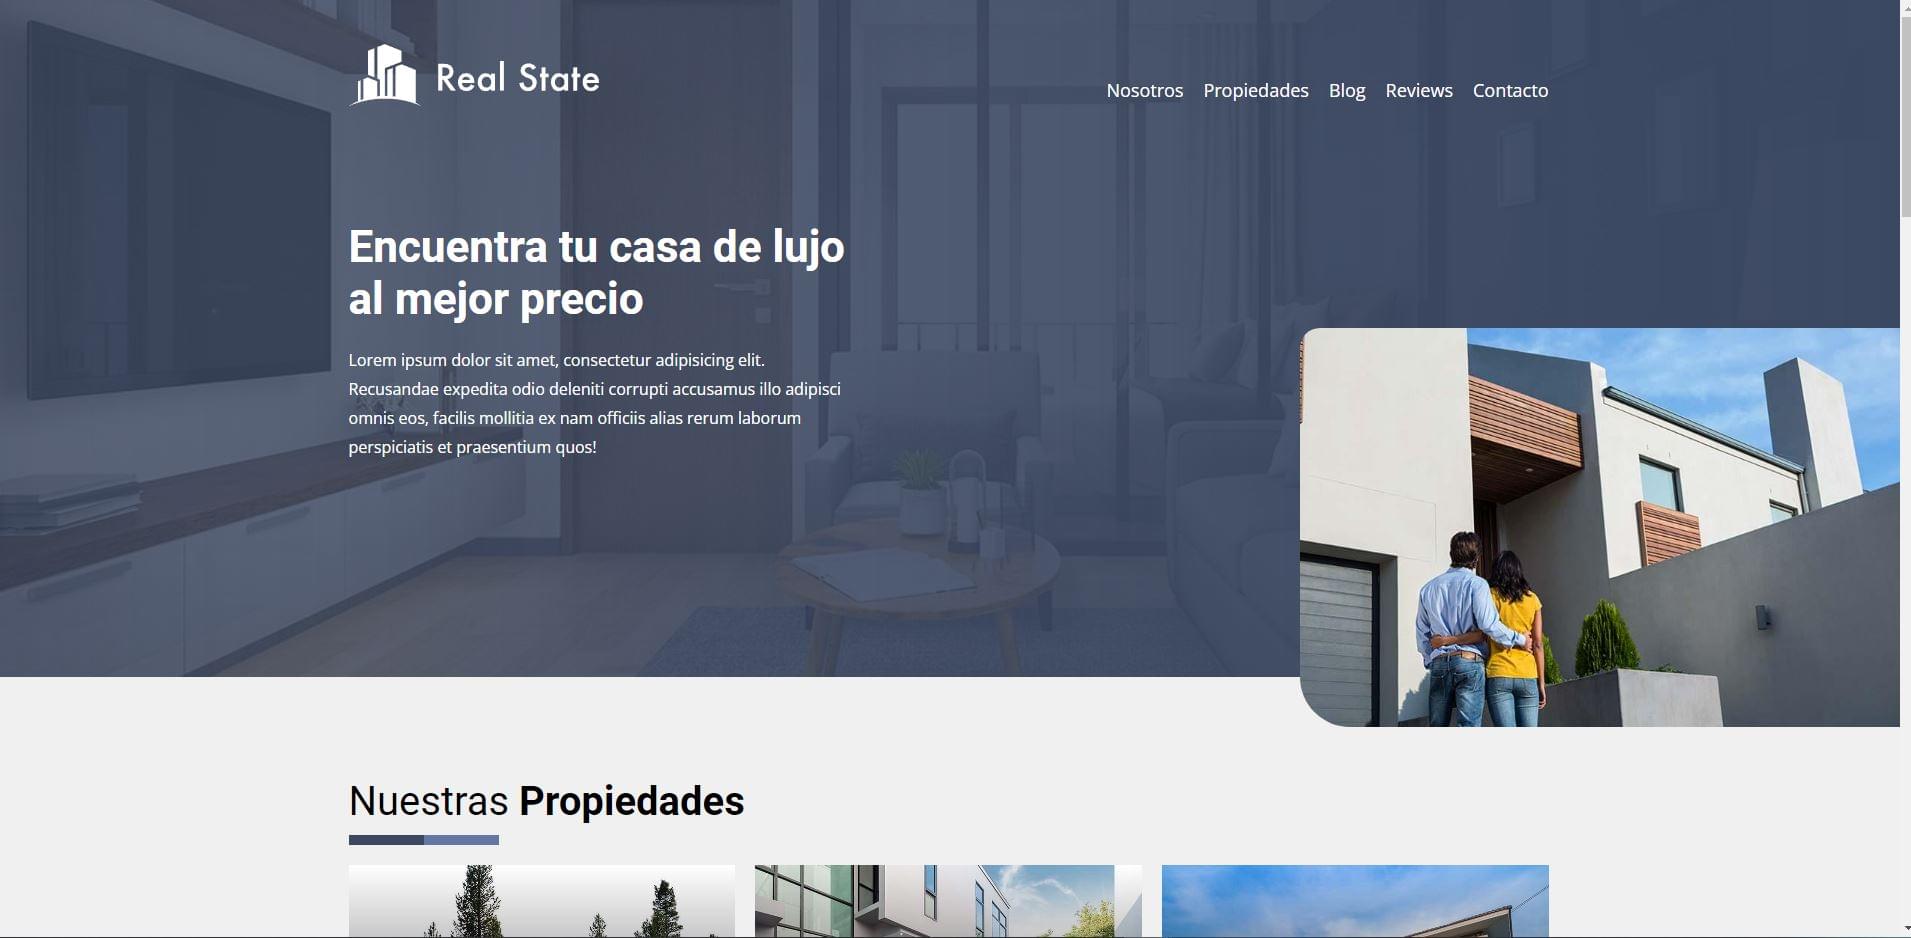 Real State
Nosotros Propiedades Blog Reviews Contacto
Encuentra tu casa de lujo
al mejor precio
Lorem ipsum dolor sit amet, consectetur adipisicing elit.
Recusandae expedita odio deleniti corrupti accusamus illo adipisci
omnis eos, facilis mollitia ex nam officiis alias rerum laborum
perspiciatis et praesentium quos!
Nuestras Propiedades